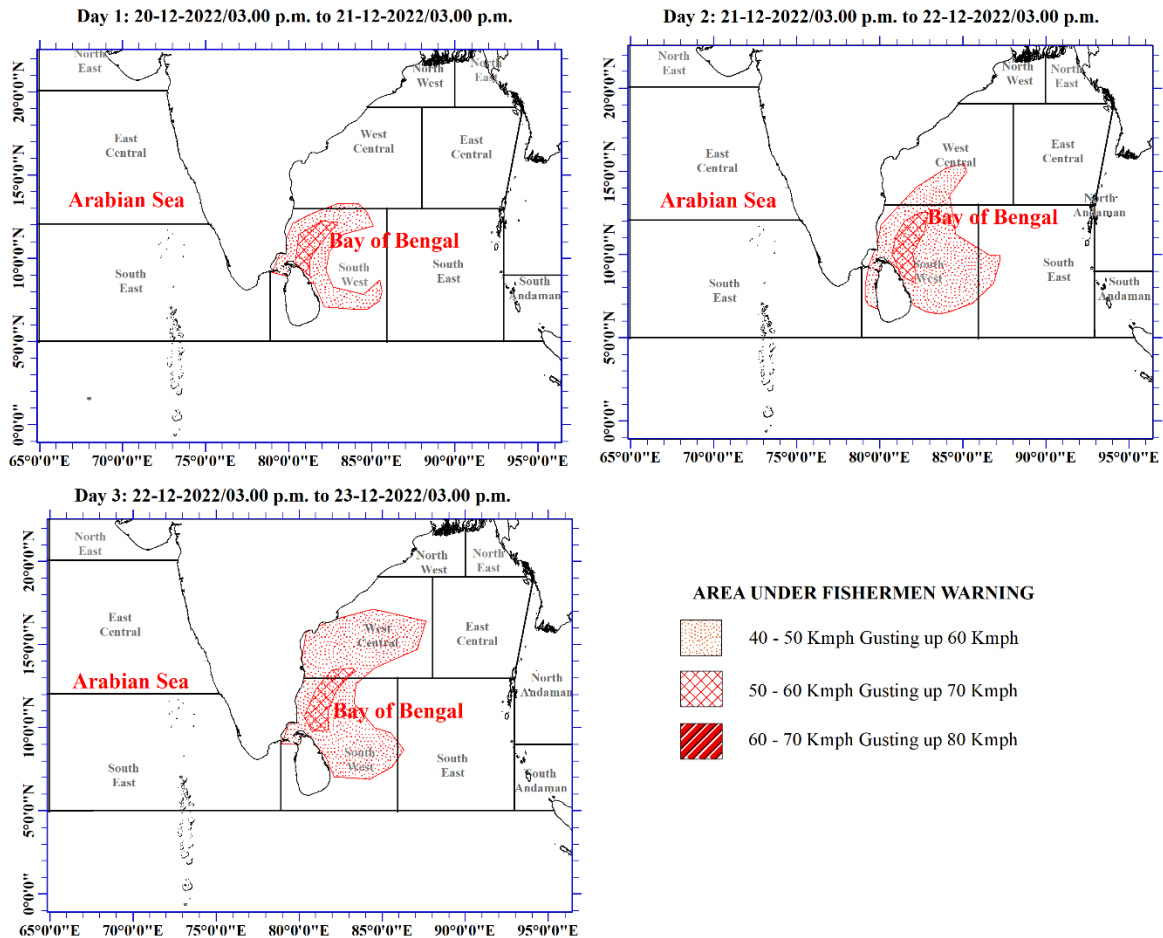 Day 1: 20-12-2022/03.00 p.m. to 21-12-2022/03.00 p.m.
North
East
North
West
North
East
20°0'0"N
East
Central
West
Central
East
Central
15°0'0"N
Arabian Sea
Bay of Bengal
10°0'0"N
South
East
South
West
South
East
South
Andaman
5°0'0"N
0°0'0"
65°0'0"E 70°0'0"E 75°0'0"E 80°0'0"E 85°0'0"E 90°0'0"E 95°0'0"E
Day 2: 21-12-2022/03.00 p.m. to 22-12-2022/03.00 p.m.
North
East
North
West
North
East
20°0'0"N
East
Central
West
Central
East
Central
15°0'0"N
Arabian Sea
North
Andaman
Bay of Bengal
10°0'0"N
South
East
South
West
South
East
South
Andaman
5°0'0"N
0°0'0"
65°0'0"E 70°0'0"E 75°0'0"E 80°0'0"E 85°0'0"E 90°0'0"E 95°0'0"E
Day 3: 22-12-2022/03.00 p.m. to 23-12-2022/03.00 p.m.
North
East
North
West
North
East
20°0'0"N
East
Central
West
Central
East
Central
15°0'0"N
Arabian Sea
North
Andaman
Bay of Bengal
10°0'0"N
South
East
South
West
South
East
South
Andaman
5°0'0"N
0°0'0"
65°0'0"E 70°0'0"E 75°0'0"E 80°0'0"E 85°0'0"E 90°0'0"E 95°0'0"E
AREA UNDER FISHERMEN WARNING
40 - 50 Kmph Gusting up 60 Kmph
50 - 60 Kmph Gusting up 70 Kmph
60 - 70 Kmph Gusting up 80 Kmph